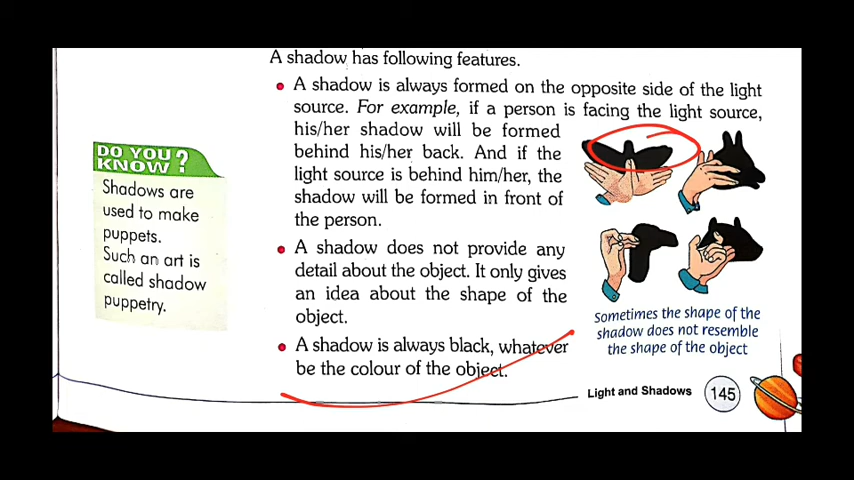 A shadow has following features.
• A shadow is always formed on the opposite side of the light
source. For example, if a person is facing the light source,
his/her shadow will be formed
behind his/her back. And if the
light source is behind him/her, the
shadow will be formed in front of
the person.
• A shadow does not provide any
detail about the object. It only gives
an idea about the shape of the
object.
• A shadow is always black, whatever
be the colour of the object.
DO YOU
KNOW ?
Shadows are
used to make
puppets.
Such an art is
called shadow
puppetry.
Sometimes the shape of the
shadow does not resemble
the shape of the object
Light and Shadows 145